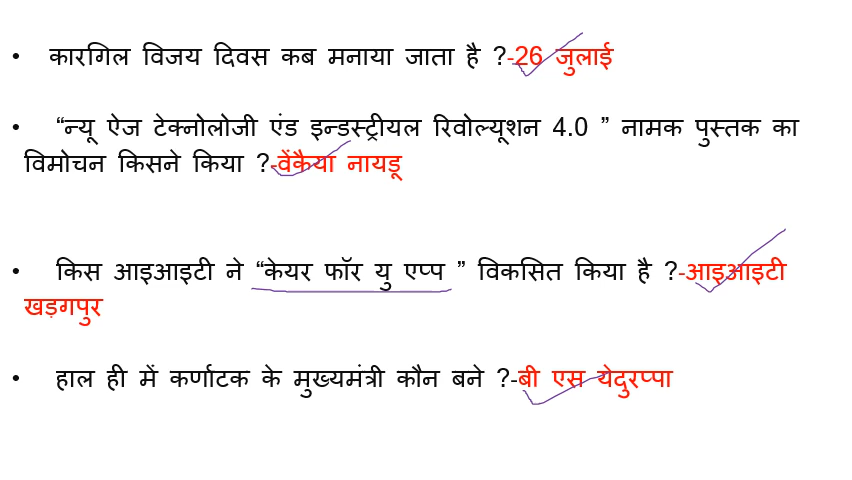 • कारगिल विजय दिवस कब मनाया जाता है ?-26 जुलाई
• “न्यू ऐज टेक्नोलोजी एंड इन्डस्ट्रीयल रिवोल्यूशन 4.0 ” नामक पुस्तक का
विमोचन किसने किया ?-वेंकैया नायडू
• किस आइआइटी ने “केयर फॉर यु एप्प ” विकसित किया है ?-आइआइटी
खड़गपुर
• हाल ही में कर्णाटक के मुख्यमंत्री कौन बने ?-बी एस येदुरप्पा